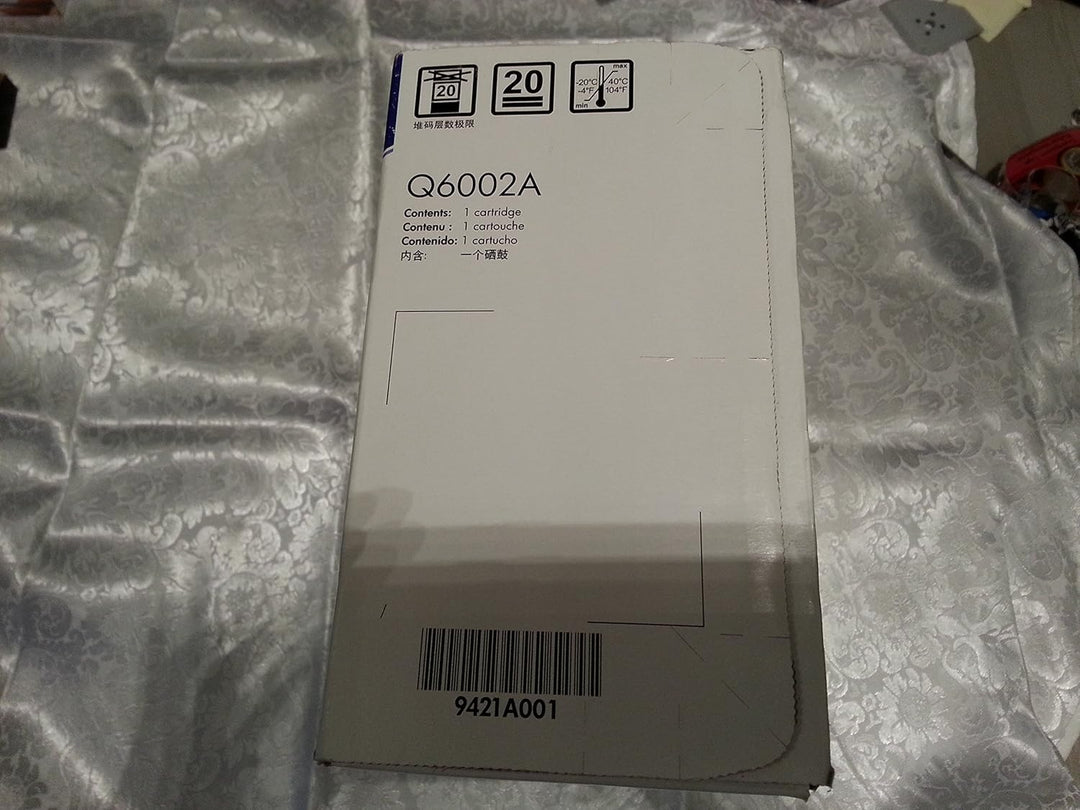 20
20
max
-20°C
40°C
-4°F
104°F
min
堆码层数极限
Q6002A
Contents: 1 cartridge
Contenu : 1 cartouche
Contenido: 1 cartucho
内含: 一个硒鼓
9421A001